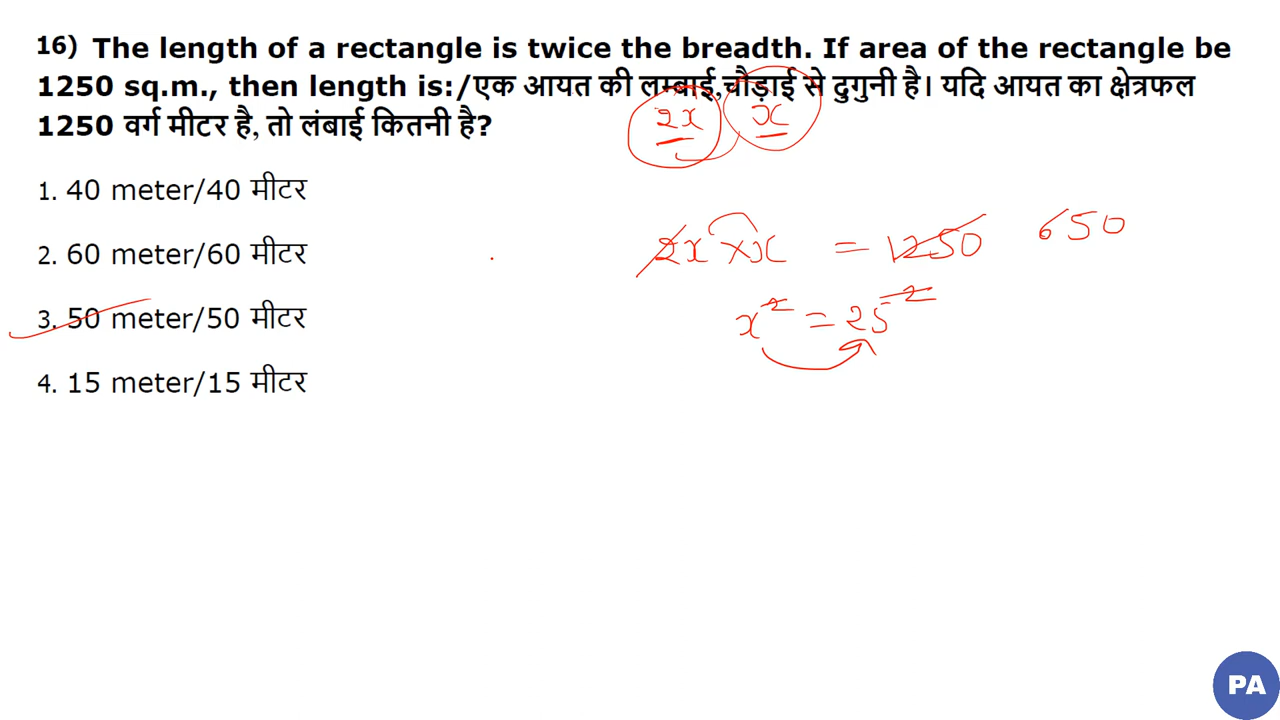 16) The length of a rectangle is twice the breadth. If area of the rectangle be
1250 sq.m., then length is:/एक आयत की लम्बाई,चौड़ाई से दुगुनी है। यदि आयत का क्षेत्रफल
1250 वर्ग मीटर है, तो लंबाई कितनी है?
2x x
1. 40 meter/40 मीटर
2x × x = 1250 650
2. 60 meter/60 मीटर
x² = 25²
3. 50 meter/50 मीटर
4. 15 meter/15 मीटर
PA